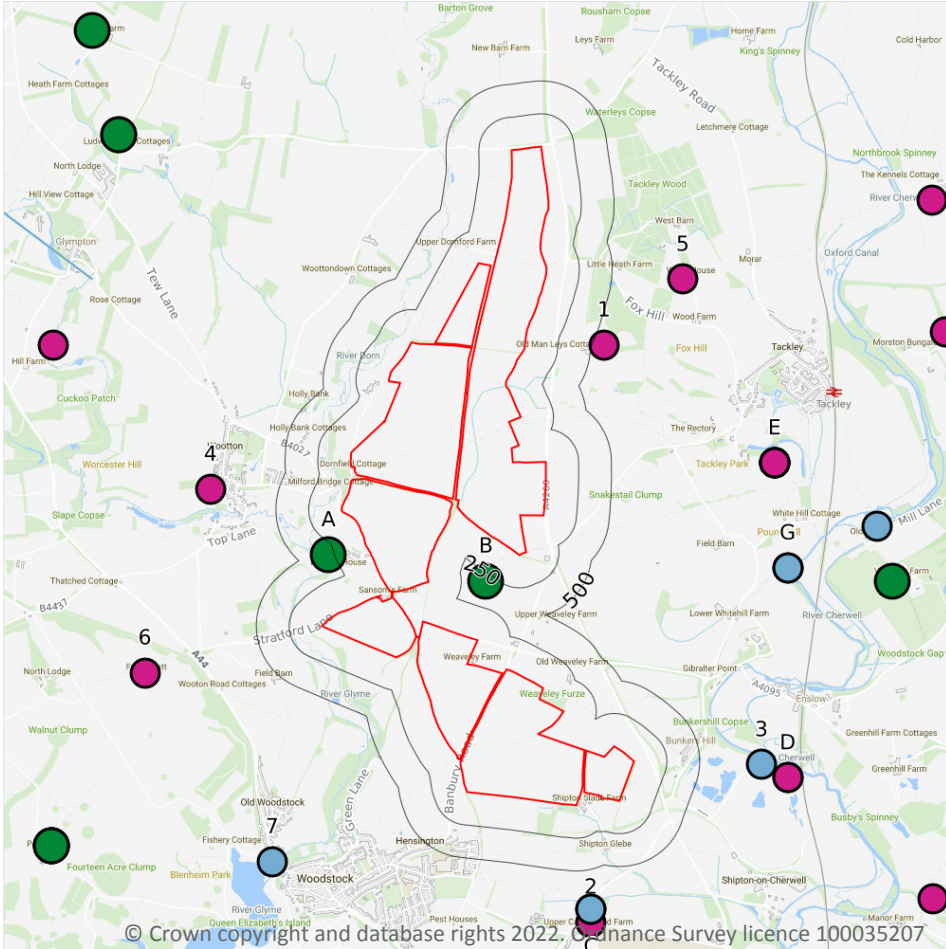 Barton Grove
Rousham Copse
Home Farm
Leys Farm
Cold Harbor
King's Spinney
New Barn Farm
Tackley Road
Heath Farm Cottages
Waterleys Copse
Letchmere Cottage
Cottages
North Lodge
Northbrook Spinney
The Kennels Cottage
Tackley Wood
Hill View Cottage
West Barn
Glympton
Upper Dornford Farm
Oxford Canal
Woottondown Cottages
Little Heath Farm
5
Morar
Tew Lane
Rose Cottage
Fox Hill
Wood Farm
1
Old Man Leys
Fox Hill
Tackley
Hill Farm
River Dorn
Cuckoo Patch
Holly Bank
Tackley
Holly Bank Cottages
The Rectory
E
B4027
Wootton
4
Worcester Hill
Dornfield Cottage
Tackley Park
Milford Bridge Cottage
A4260
Snakestail Clump
Slape Copse
White Hill Cottage
Mill Lane
A
Top Lane
B
G
Field Barn
250
500
Thatched Cottage
Sansom's Farm
B4437
Upper Weaveley Farm
Lower Whitehill Farm
River Cherwell
Stratford Lane
6
A44
Weaveley Farm
Old Weaveley Farm
Woodstock Gap
North Lodge
Field Barn
Gibralter Point
Wooton Road Cottages
A4095
Enslow
River Glyme
Weaveley Furze
Bunkershill Copse
Walnut Clump
Bunkers Hill
3
D
Greenhill Farm Cottages
Cherwell
Greenhill Farm
Banbury Road
Green Lane
Shipton Slade Farm
Old Woodstock
Busby's Spinney
7
Fishery Cottage
Hensington
Shipton Glebe
Fourteen Acre Clump
Blenheim Park
Woodstock
2
Shipton-on-Cherwell
River Glyme
Pest Houses
Manor Farm
Queen Elizabeth's Island
© Crown copyright and database rights 2022. Ordnance Survey licence 100035207